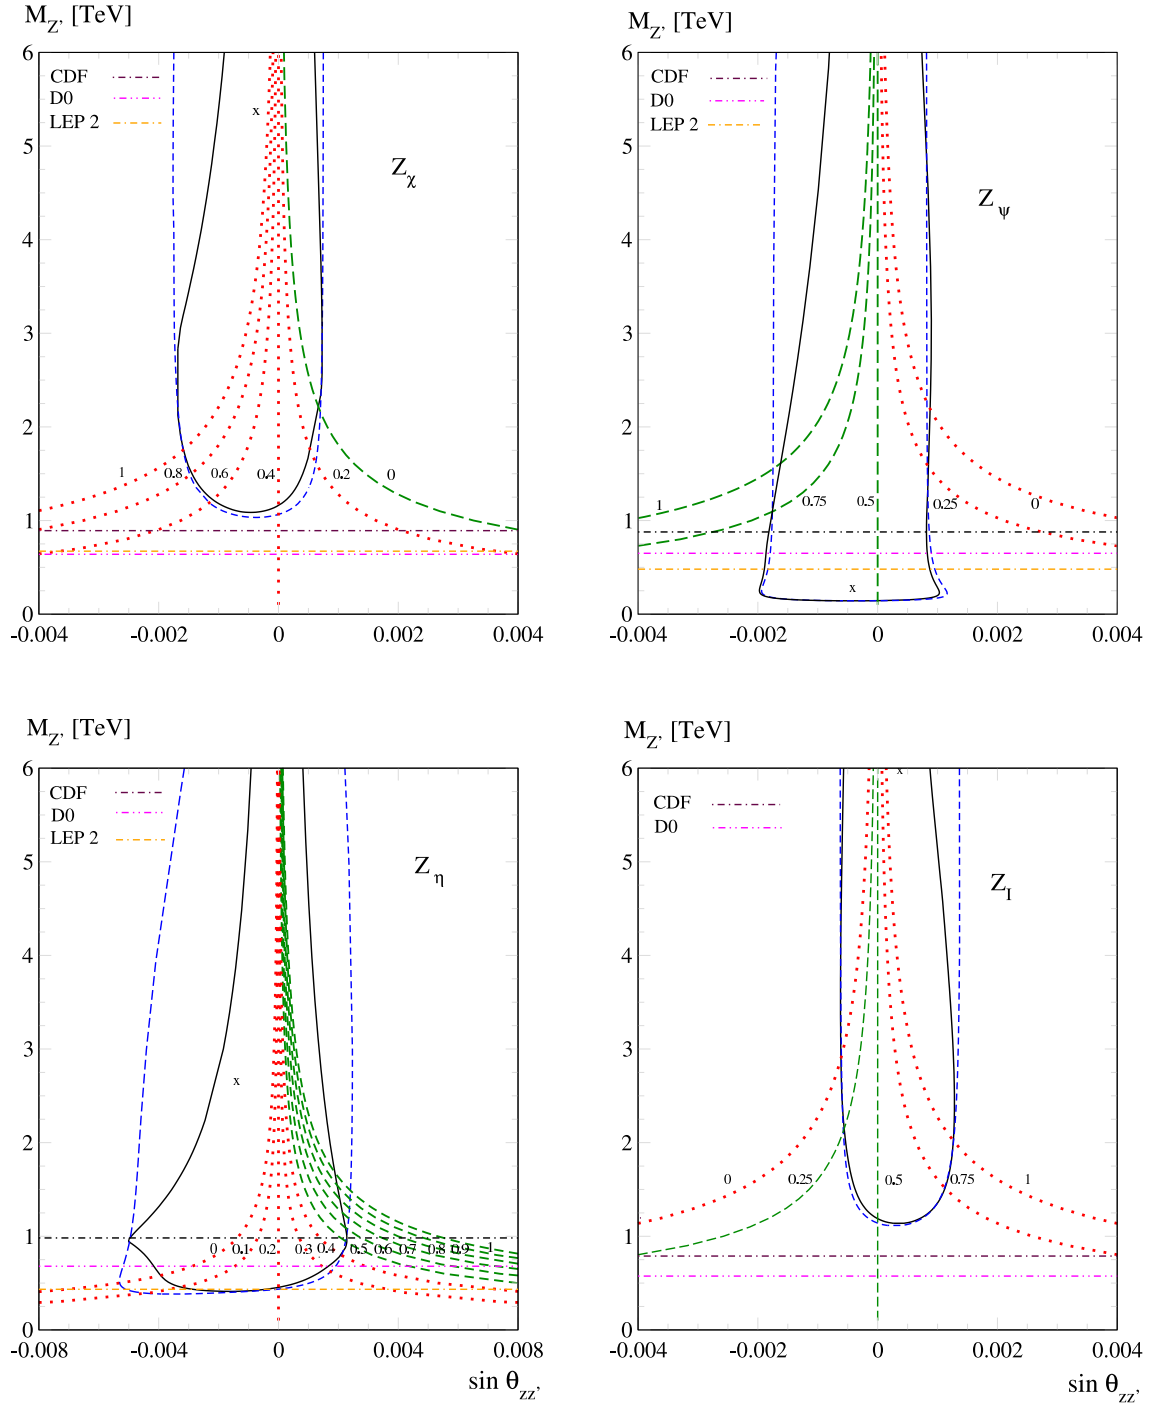 M_Z' [TeV]
6
CDF
D0
LEP 2
x
5
Z_χ
4
3
2
1 0.8 0.6 0.4 0.2 0
1
0
-0.004 -0.002 0 0.002 0.004
M_Z' [TeV]
6
CDF
D0
LEP 2
5
Z_ψ
4
3
2
1 0.75 0.5 0.25 0
1
x
0
-0.004 -0.002 0 0.002 0.004
M_Z' [TeV]
6
CDF
D0
LEP 2
5
Z_η
4
3
x
2
1
0 0.1 0.2 0.3 0.4 0.5 0.6 0.7 0.8 0.9 1
0
-0.008 -0.004 0 0.004 0.008
sin θ_zz'
M_Z' [TeV]
6
x
CDF
D0
5
Z_I
4
3
2
0 0.25 0.5 0.75 1
1
0
-0.004 -0.002 0 0.002 0.004
sin θ_zz'